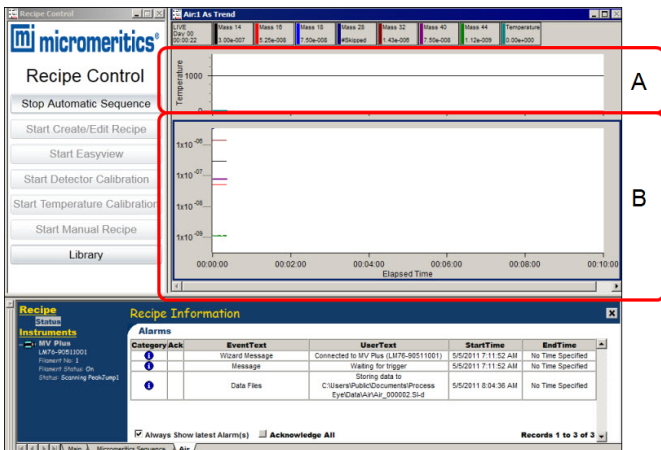 Recipe Control
micromeritics®
Recipe Control
Stop Automatic Sequence
Start Create/Edit Recipe
Start Easyview
Start Detector Calibration
Start Temperature Calibration
Start Manual Recipe
Library
Air:1 As Trend
LIVE Mass 14 Mass 16 Mass 18 Mass 28 Mass 32 Mass 40 Mass 44 Temperature
Day 00
00:00:22 3.00e-007 5.25e-008 7.50e-008 #Skipped 1.43e-006 7.50e-008 1.12e-009 0.00e+000
Temperature
1000
0
A
1x10 -06
1x10 -07
1x10 -08
1x10 -09
B
00:00:00 00:02:00 00:04:00 00:06:00 00:08:00 00:10:00
Elapsed Time
Recipe
Status
Instruments
MV Plus
LM76-90511001
Filament No: 1
Filament Status: On
Status: Scanning PeakJump1
Recipe Information
Alarms
Category Ack EventText UserText StartTime EndTime
Wizard Message Connected to MV Plus (LM76-90511001) 5/5/2011 7:11:52 AM No Time Specified
Message Waiting for trigger 5/5/2011 7:11:52 AM No Time Specified
Data Files Storing data to C:\Users\Public\Documents\Process Eye\Data\Air\Air_000002.SI-d 5/5/2011 8:04:36 AM No Time Specified
Always Show latest Alarm(s) Acknowledge All Records 1 to 3 of 3
Main Micromeritics Sequence Air